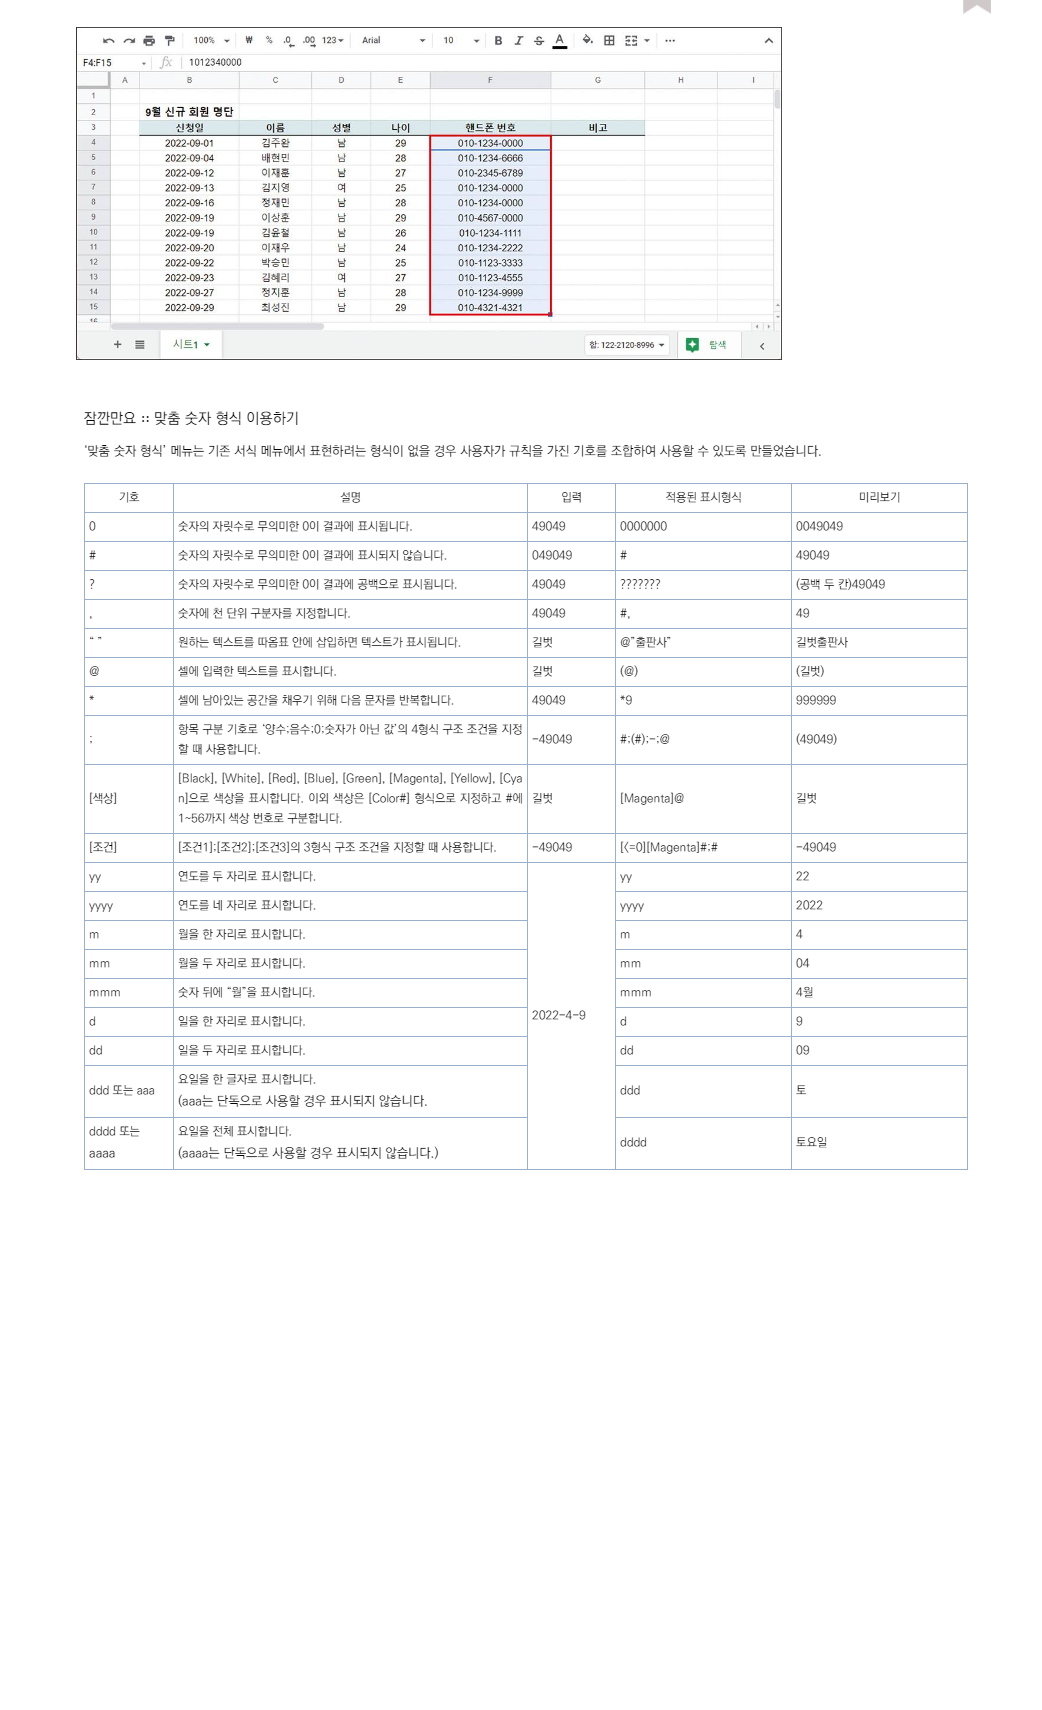 100% ₩ % .0 .00 123 Arial 10 B I S A ...
F4:F15 fx 1012340000
A B C D E F G H I
1
2 9월 신규 회원 명단
3 신청일 이름 성별 나이 핸드폰 번호 비고
4 2022-09-01 김주완 남 29 010-1234-0000
5 2022-09-04 배현민 남 28 010-1234-6666
6 2022-09-12 이재훈 남 27 010-2345-6789
7 2022-09-13 김지영 여 25 010-1234-0000
8 2022-09-16 정재민 남 28 010-1234-0000
9 2022-09-19 이상훈 남 29 010-4567-0000
10 2022-09-19 김윤철 남 26 010-1234-1111
11 2022-09-20 이재우 남 24 010-1234-2222
12 2022-09-22 박승민 남 25 010-1123-3333
13 2022-09-23 김혜리 여 27 010-1123-4555
14 2022-09-27 정지훈 남 28 010-1234-9999
15 2022-09-29 최성진 남 29 010-4321-4321
16
시트1 합: 122-2120-8996 탐색
잠깐만요 :: 맞춤 숫자 형식 이용하기
‘맞춤 숫자 형식’ 메뉴는 기존 서식 메뉴에서 표현하려는 형식이 없을 경우 사용자가 규칙을 가진 기호를 조합하여 사용할 수 있도록 만들었습니다.
기호 설명 입력 적용된 표시형식 미리보기
0 숫자의 자릿수로 무의미한 0이 결과에 표시됩니다. 49049 0000000 0049049
# 숫자의 자릿수로 무의미한 0이 결과에 표시되지 않습니다. 049049 # 49049
? 숫자의 자릿수로 무의미한 0이 결과에 공백으로 표시됩니다. 49049 ??????? (공백 두 칸)49049
, 숫자에 천 단위 구분자를 지정합니다. 49049 #, 49
“ ” 원하는 텍스트를 따옴표 안에 삽입하면 텍스트가 표시됩니다. 길벗 @”출판사” 길벗출판사
@ 셀에 입력한 텍스트를 표시합니다. 길벗 (@) (길벗)
* 셀에 남아있는 공간을 채우기 위해 다음 문자를 반복합니다. 49049 *9 999999
; 항목 구분 기호로 ‘양수;음수;0;숫자가 아닌 값’의 4형식 구조 조건을 지정
할 때 사용합니다. -49049 #;(#);-;@ (49049)
[Black], [White], [Red], [Blue], [Green], [Magenta], [Yellow], [Cya
[색상] n]으로 색상을 표시합니다. 이외 색상은 [Color#] 형식으로 지정하고 #에 길벗 [Magenta]@ 길벗
1~56까지 색상 번호로 구분합니다.
[조건] [조건1];[조건2];[조건3]의 3형식 구조 조건을 지정할 때 사용합니다. -49049 [<=0][Magenta]#;# -49049
yy 연도를 두 자리로 표시합니다. yy 22
yyyy 연도를 네 자리로 표시합니다. yyyy 2022
m 월을 한 자리로 표시합니다. m 4
mm 월을 두 자리로 표시합니다. mm 04
mmm 숫자 뒤에 “월”을 표시합니다. mmm 4월
2022-4-9
d 일을 한 자리로 표시합니다. d 9
dd 일을 두 자리로 표시합니다. dd 09
ddd 또는 aaa 요일을 한 글자로 표시합니다. ddd 토
(aaa는 단독으로 사용할 경우 표시되지 않습니다.
dddd 또는 요일을 전체 표시합니다. dddd 토요일
aaaa (aaaa는 단독으로 사용할 경우 표시되지 않습니다.)